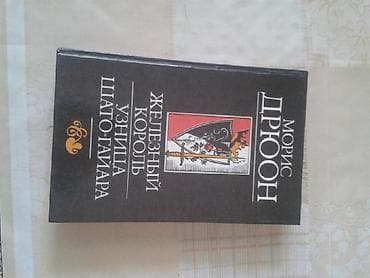 МОРИС
ДРЮОН
ЖЕЛЕЗНЫЙ
КОРОЛЬ
УЗНИЦА
ШАТО-ГАЙАРА